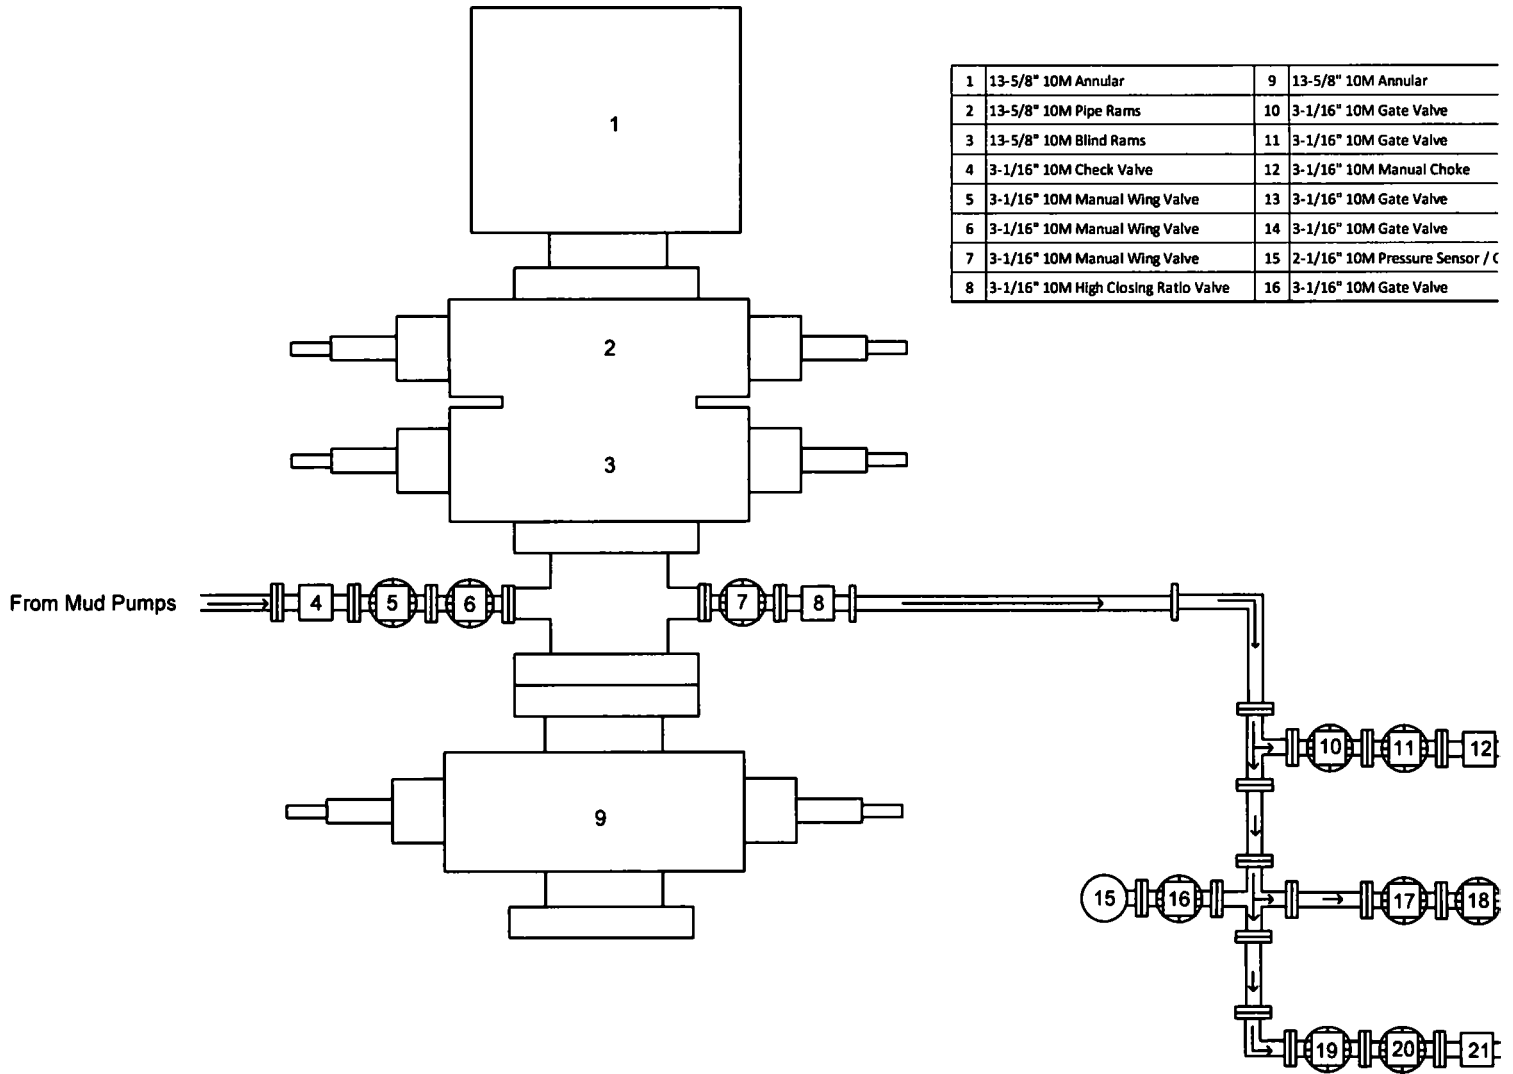 1 13-5/8" 10M Annular 9 13-5/8" 10M Annular
2 13-5/8" 10M Pipe Rams 10 3-1/16" 10M Gate Valve
3 13-5/8" 10M Blind Rams 11 3-1/16" 10M Gate Valve
4 3-1/16" 10M Check Valve 12 3-1/16" 10M Manual Choke
5 3-1/16" 10M Manual Wing Valve 13 3-1/16" 10M Gate Valve
6 3-1/16" 10M Manual Wing Valve 14 3-1/16" 10M Gate Valve
7 3-1/16" 10M Manual Wing Valve 15 2-1/16" 10M Pressure Sensor /
8 3-1/16" 10M High Closing Ratio Valve 16 3-1/16" 10M Gate Valve
1
2
3
From Mud Pumps 4 5 6 7 8
10 11 12
9
15 16 17 18
19 20 21